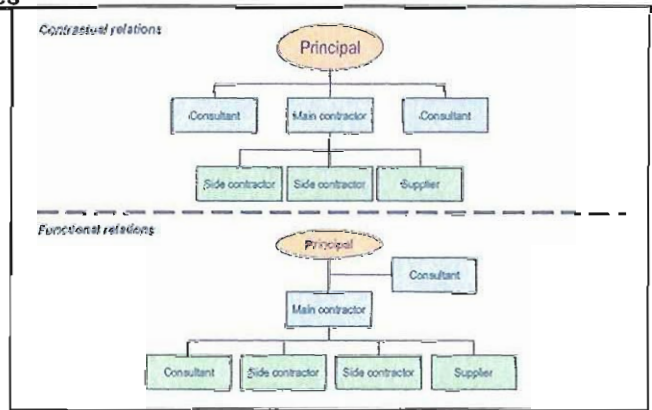 es
Contractual relations
Principal
Consultant
Main contractor
Consultant
Side contractor
Side contractor
Supplier
Functional relations
Principal
Consultant
Main contractor
Consultant
Side contractor
Side contractor
Supplier